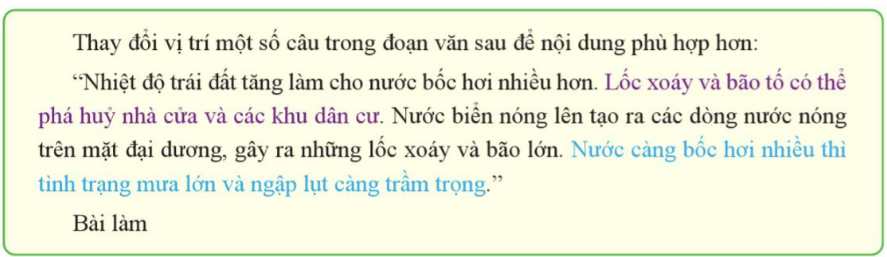 Thay đổi vị trí một số câu trong đoạn văn sau để nội dung phù hợp hơn:
“Nhiệt độ trái đất tăng làm cho nước bốc hơi nhiều hơn. Lốc xoáy và bão tố có thể
phá huỷ nhà cửa và các khu dân cư. Nước biển nóng lên tạo ra các dòng nước nóng
trên mặt đại dương, gây ra những lốc xoáy và bão lớn. Nước càng bốc hơi nhiều thì
tình trạng mưa lớn và ngập lụt càng trầm trọng.”
Bài làm